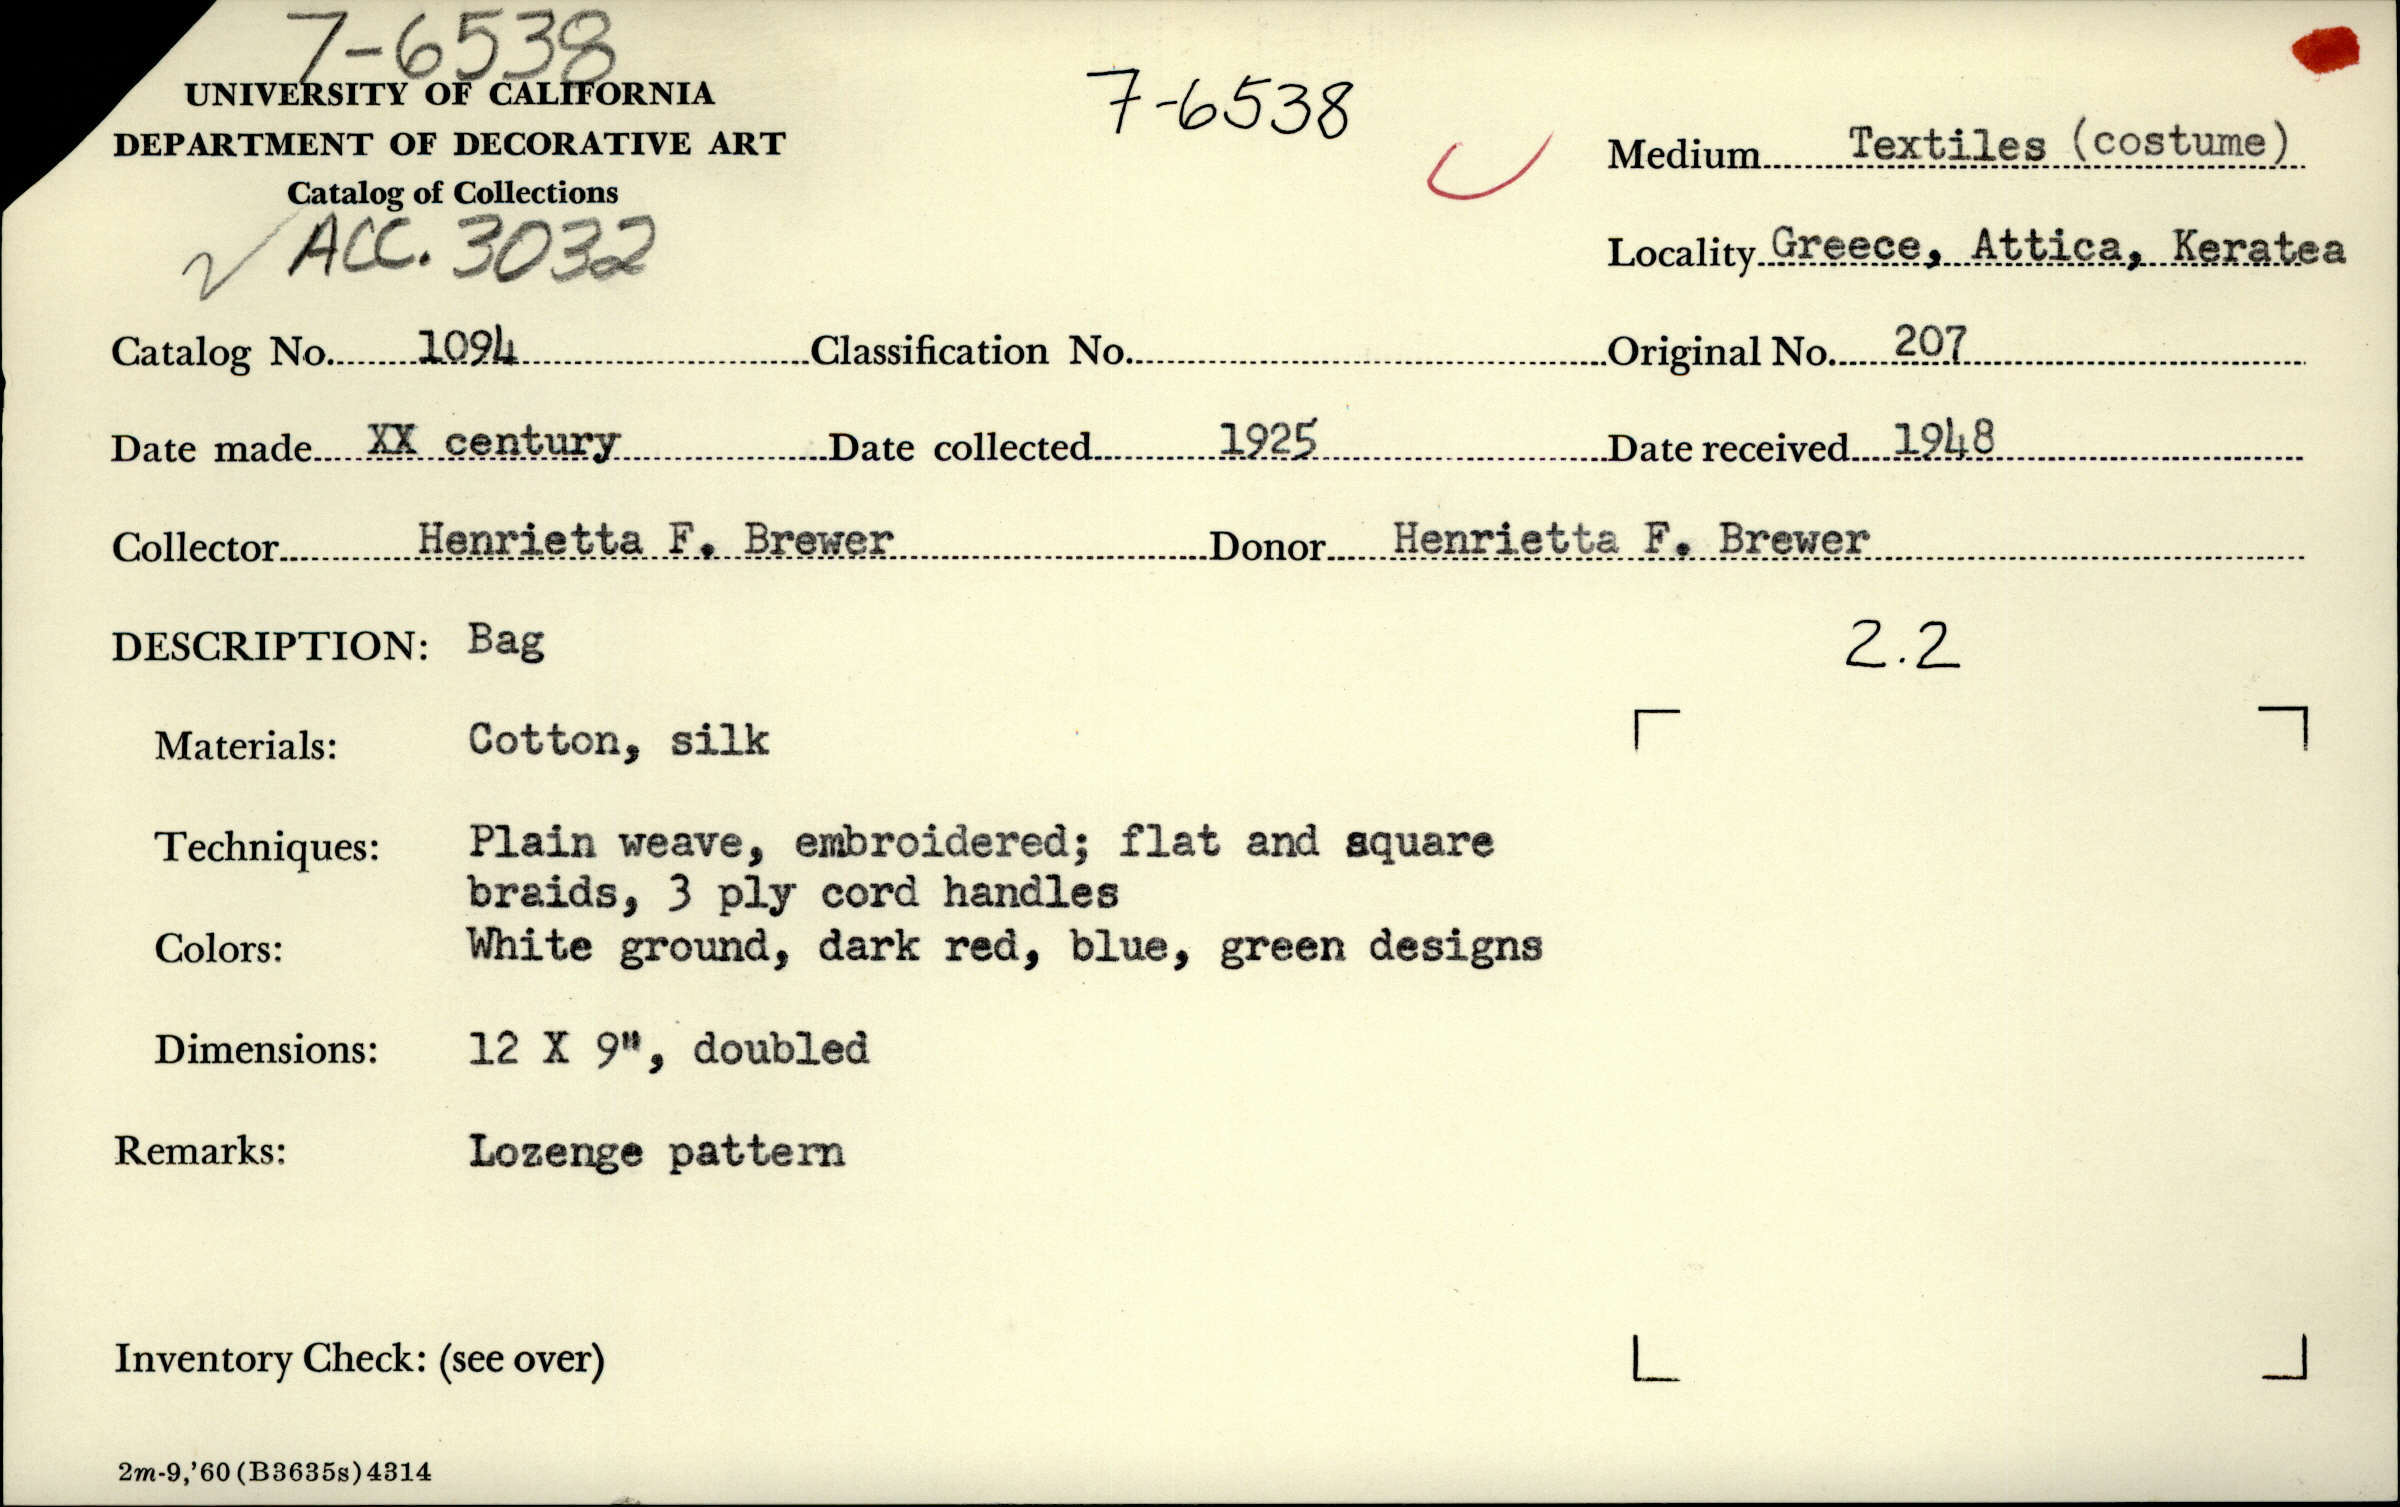 7-6538
UNIVERSITY OF CALIFORNIA
DEPARTMENT OF DECORATIVE ART
Catalog of Collections
✓ ACC. 3032
7-6538
Medium Textiles (costume)
Locality Greece, Attica, Keratea
Catalog No. 1094 Classification No. Original No. 207
Date made XX century Date collected 1925 Date received 1948
Collector Henrietta F. Brewer Donor Henrietta F. Brewer
DESCRIPTION: Bag
2.2
Materials: Cotton, silk
Techniques: Plain weave, embroidered; flat and square
braids, 3 ply cord handles
Colors: White ground, dark red, blue, green designs
Dimensions: 12 X 9", doubled
Remarks: Lozenge pattern
Inventory Check: (see over)
2m-9,'60 (B3635s) 4314